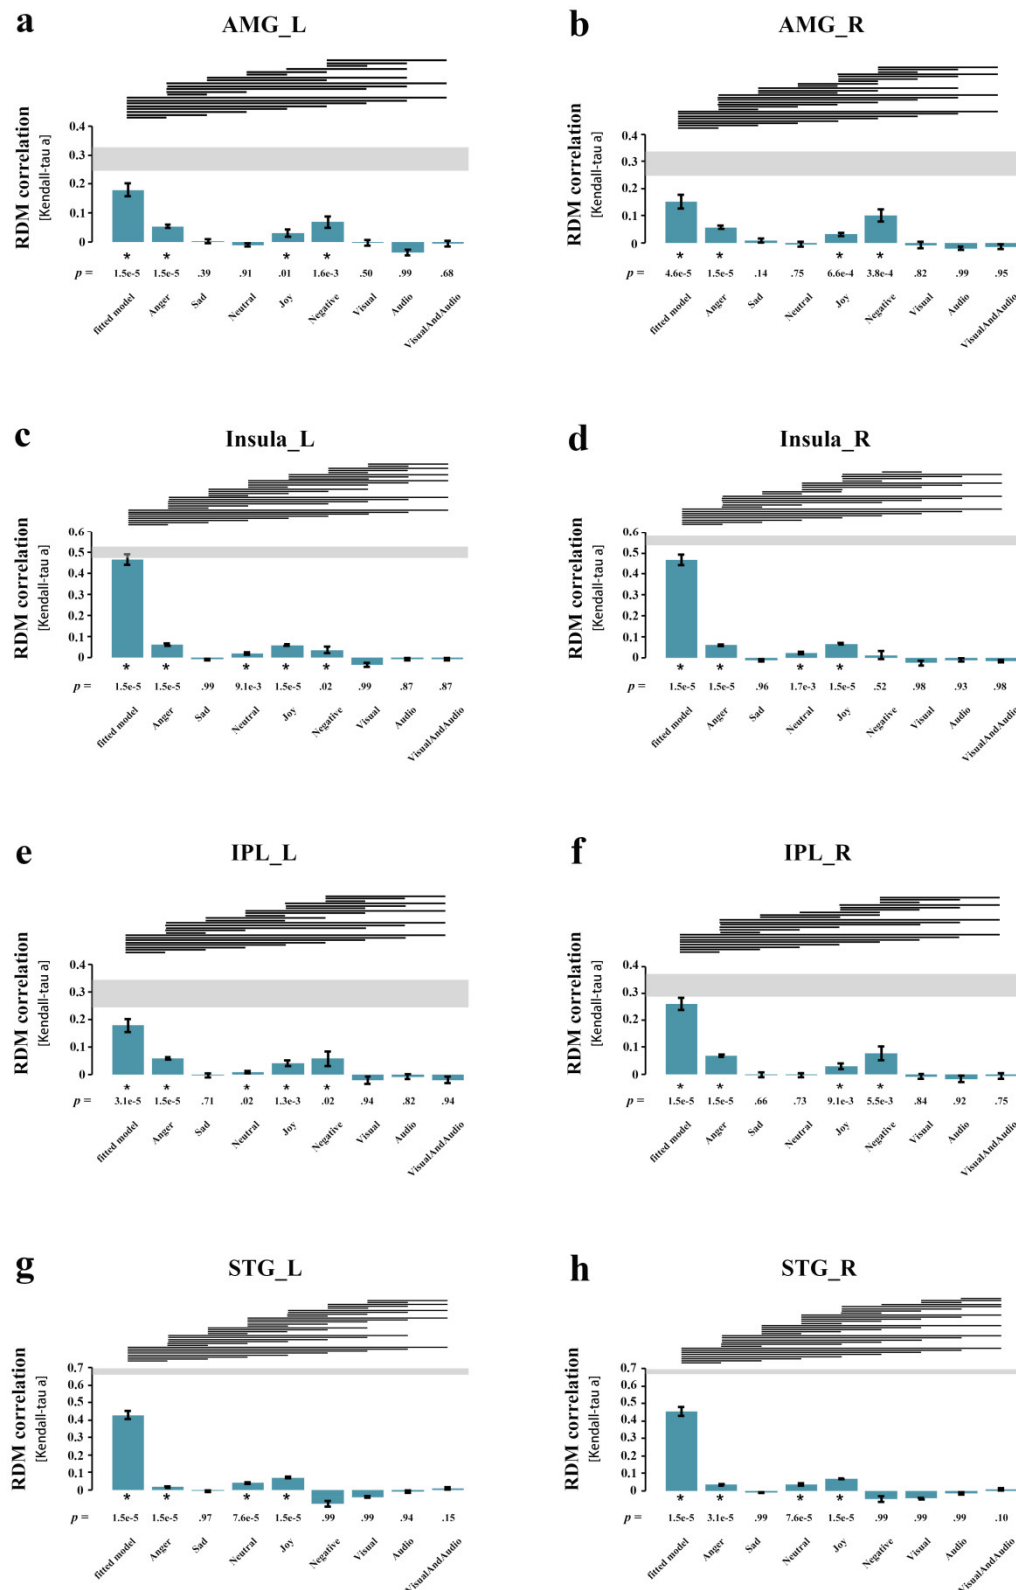 a
AMG_L
RDM correlation
[Kendall-tau a]
0.4
0.3
0.2
0.1
0
* * * *
p = 1.5e-5 1.5e-5 .39 .91 .01 1.6e-3 .50 .99 .68
fitted model Anger Sad Neutral Joy Negative Visual Audio VisualAndAudio
b
AMG_R
RDM correlation
[Kendall-tau a]
0.4
0.3
0.2
0.1
0
* * * *
p = 4.6e-5 1.5e-5 .14 .75 6.6e-4 3.8e-4 .82 .99 .95
fitted model Anger Sad Neutral Joy Negative Visual Audio VisualAndAudio
c
Insula_L
RDM correlation
[Kendall-tau a]
0.6
0.5
0.4
0.3
0.2
0.1
0
* * * * *
p = 1.5e-5 1.5e-5 .99 9.1e-3 1.5e-5 .02 .99 .87 .87
fitted model Anger Sad Neutral Joy Negative Visual Audio VisualAndAudio
d
Insula_R
RDM correlation
[Kendall-tau a]
0.6
0.5
0.4
0.3
0.2
0.1
0
* * * *
p = 1.5e-5 1.5e-5 .96 1.7e-3 1.5e-5 .52 .98 .93 .98
fitted model Anger Sad Neutral Joy Negative Visual Audio VisualAndAudio
e
IPL_L
RDM correlation
[Kendall-tau a]
0.4
0.3
0.2
0.1
0
* * * * *
p = 3.1e-5 1.5e-5 .71 .02 1.3e-3 .02 .94 .82 .94
fitted model Anger Sad Neutral Joy Negative Visual Audio VisualAndAudio
f
IPL_R
RDM correlation
[Kendall-tau a]
0.4
0.3
0.2
0.1
0
* * * *
p = 1.5e-5 1.5e-5 .66 .73 9.1e-3 5.5e-3 .84 .92 .75
fitted model Anger Sad Neutral Joy Negative Visual Audio VisualAndAudio
g
STG_L
RDM correlation
[Kendall-tau a]
0.7
0.6
0.5
0.4
0.3
0.2
0.1
0
* * * *
p = 1.5e-5 1.5e-5 .97 7.6e-5 1.5e-5 .99 .99 .94 .15
fitted model Anger Sad Neutral Joy Negative Visual Audio VisualAndAudio
h
STG_R
RDM correlation
[Kendall-tau a]
0.7
0.6
0.5
0.4
0.3
0.2
0.1
0
* * * *
p = 1.5e-5 3.1e-5 .99 7.6e-5 1.5e-5 .99 .99 .99 .10
fitted model Anger Sad Neutral Joy Negative Visual Audio VisualAndAudio